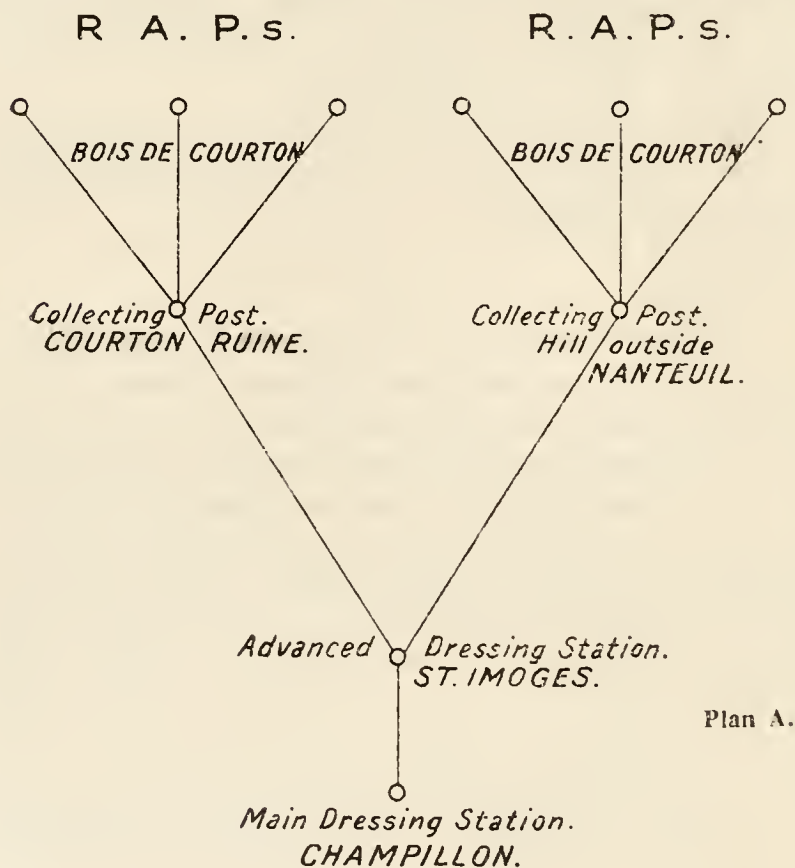 R A. P. s.
R. A. P. s.
BOIS DE COURTON
BOIS DE COURTON
Collecting Post.
COURTON RUINE.
Collecting Post.
Hill outside
NANTEUIL.
Advanced Dressing Station.
ST. IMOGES.
Plan A.
Main Dressing Station.
CHAMPILLON.